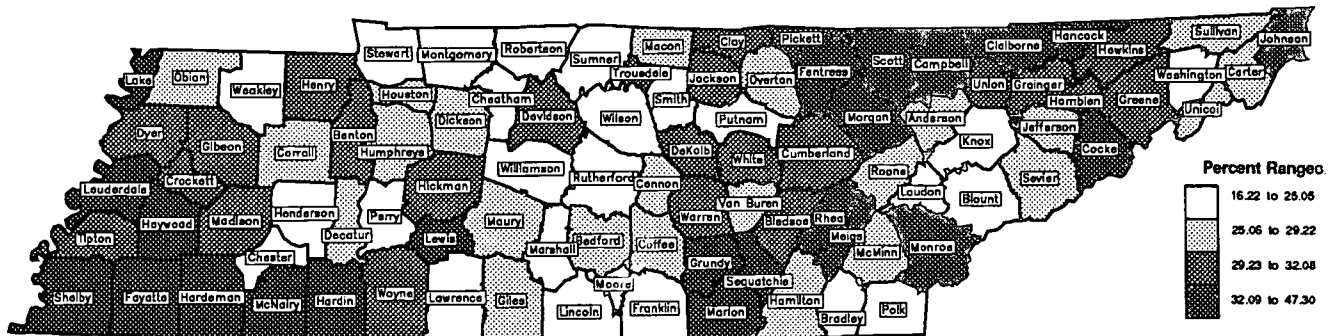 Stewart Montgomery Robertson Sumner Macon Clay Pickett Claiborne Hancock Hawkins Sullivan Johnson
Lake Obian Weakley Henry Houston Cheatham Trousdale Jackson Overton Fentress Scott Campbell Union Grainger Hamblen Greene Washington Carter
Dyer Gibson Carroll Benton Humphreys Dickson Davidson Wilson Smith Putnam Morgan Anderson Knox Jefferson Cocke Unicoi
Lauderdale Crockett Madison Henderson Decatur Perry Hickman Williamson Rutherford Cannon DeKalb White Cumberland Roane Loudon Blount Sevier
Percent Ranges
16.22 to 25.05
Tipton Haywood Chester Lewis Maury Marshall Bedford Coffee Warren Van Buren Bledsoe Rhea Meigs McMinn Monroe
25.06 to 29.22
29.23 to 32.08
Shelby Fayette Hardeman McNairy Hardin Wayne Lawrence Giles Lincoln Moore Franklin Grundy Marion Sequatchie Hamilton Bradley Polk
32.09 to 47.30